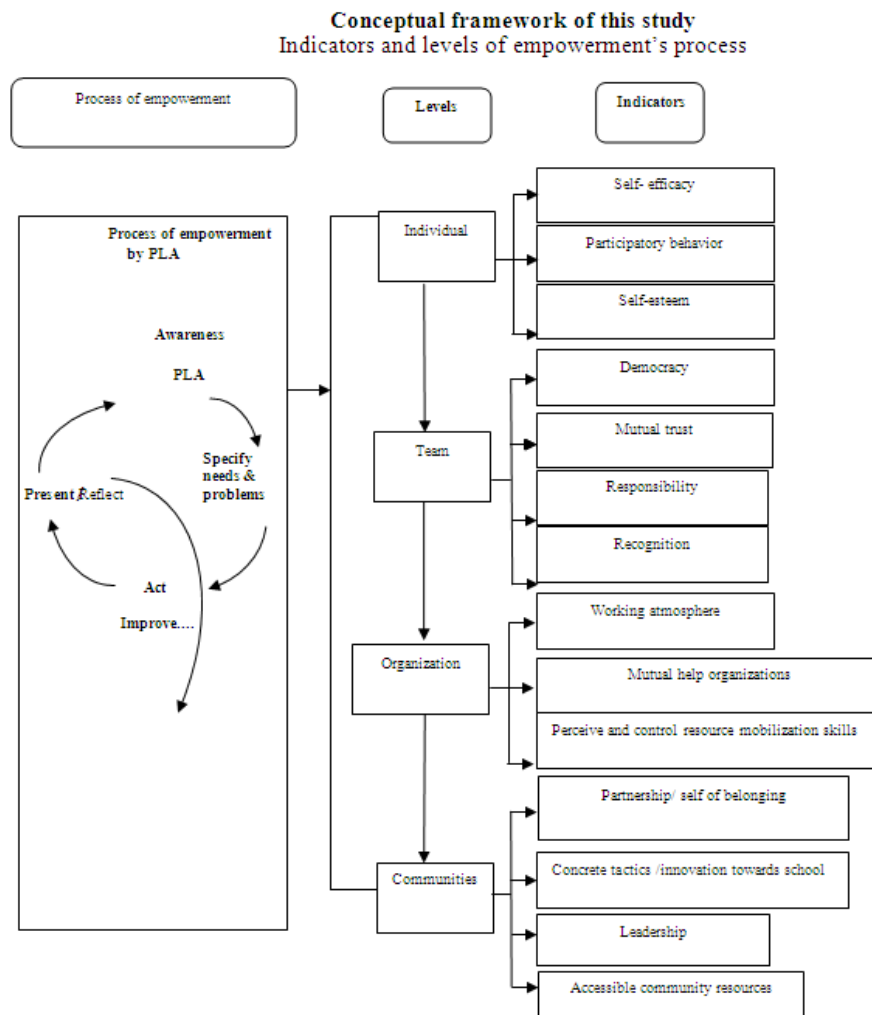 Conceptual framework of this study
Indicators and levels of empowerment's process
Process of empowerment
Levels
Indicators
Process of empowerment
by PLA
Awareness
PLA
Specify
needs &
problems
Present /Reflect
Act
Improve....
Individual
Self- efficacy
Participatory behavior
Self-esteem
Team
Democracy
Mutual trust
Responsibility
Recognition
Organization
Working atmosphere
Mutual help organizations
Perceive and control resource mobilization skills
Communities
Partnership/ self of belonging
Concrete tactics /innovation towards school
Leadership
Accessible community resources